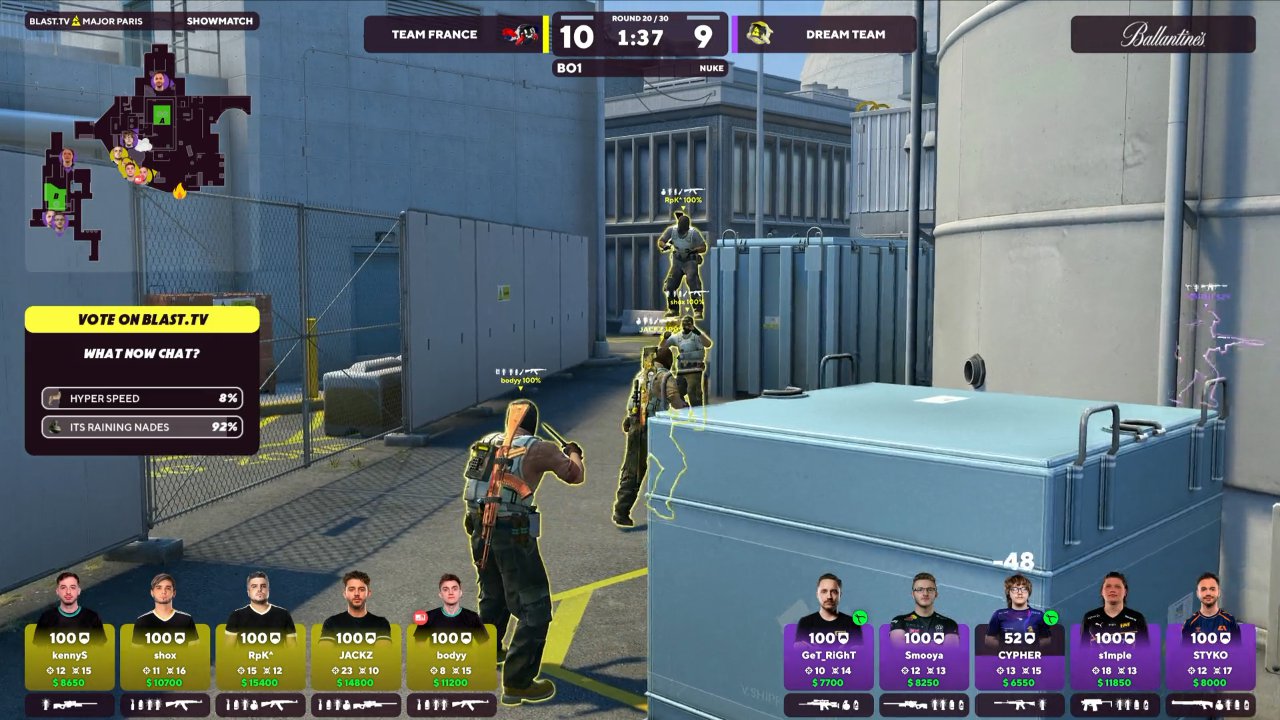 BLAST.TV MAJOR PARIS SHOWMATCH
TEAM FRANCE
10
ROUND 20 / 30
1:37
9
DREAM TEAM
BO1 NUKE
Ballantine's
VOTE ON BLAST.TV
WHAT NOW CHAT?
HYPER SPEED 8%
ITS RAINING NADES 92%
RpK^ 100%
shox 100%
JACKZ
bodyy 100%
-48
100 100 100 100 100
kennyS shox RpK^ JACKZ bodyy
12 15 11 16 15 12 23 10 8 15
$8650 $10700 $15400 $14800 $11200
100 100 52 100 100
GeT_RiGhT Smooya CYPHER s1mple STYKO
10 14 12 13 13 15 18 13 12 17
$7700 $8250 $6550 $11850 $8000